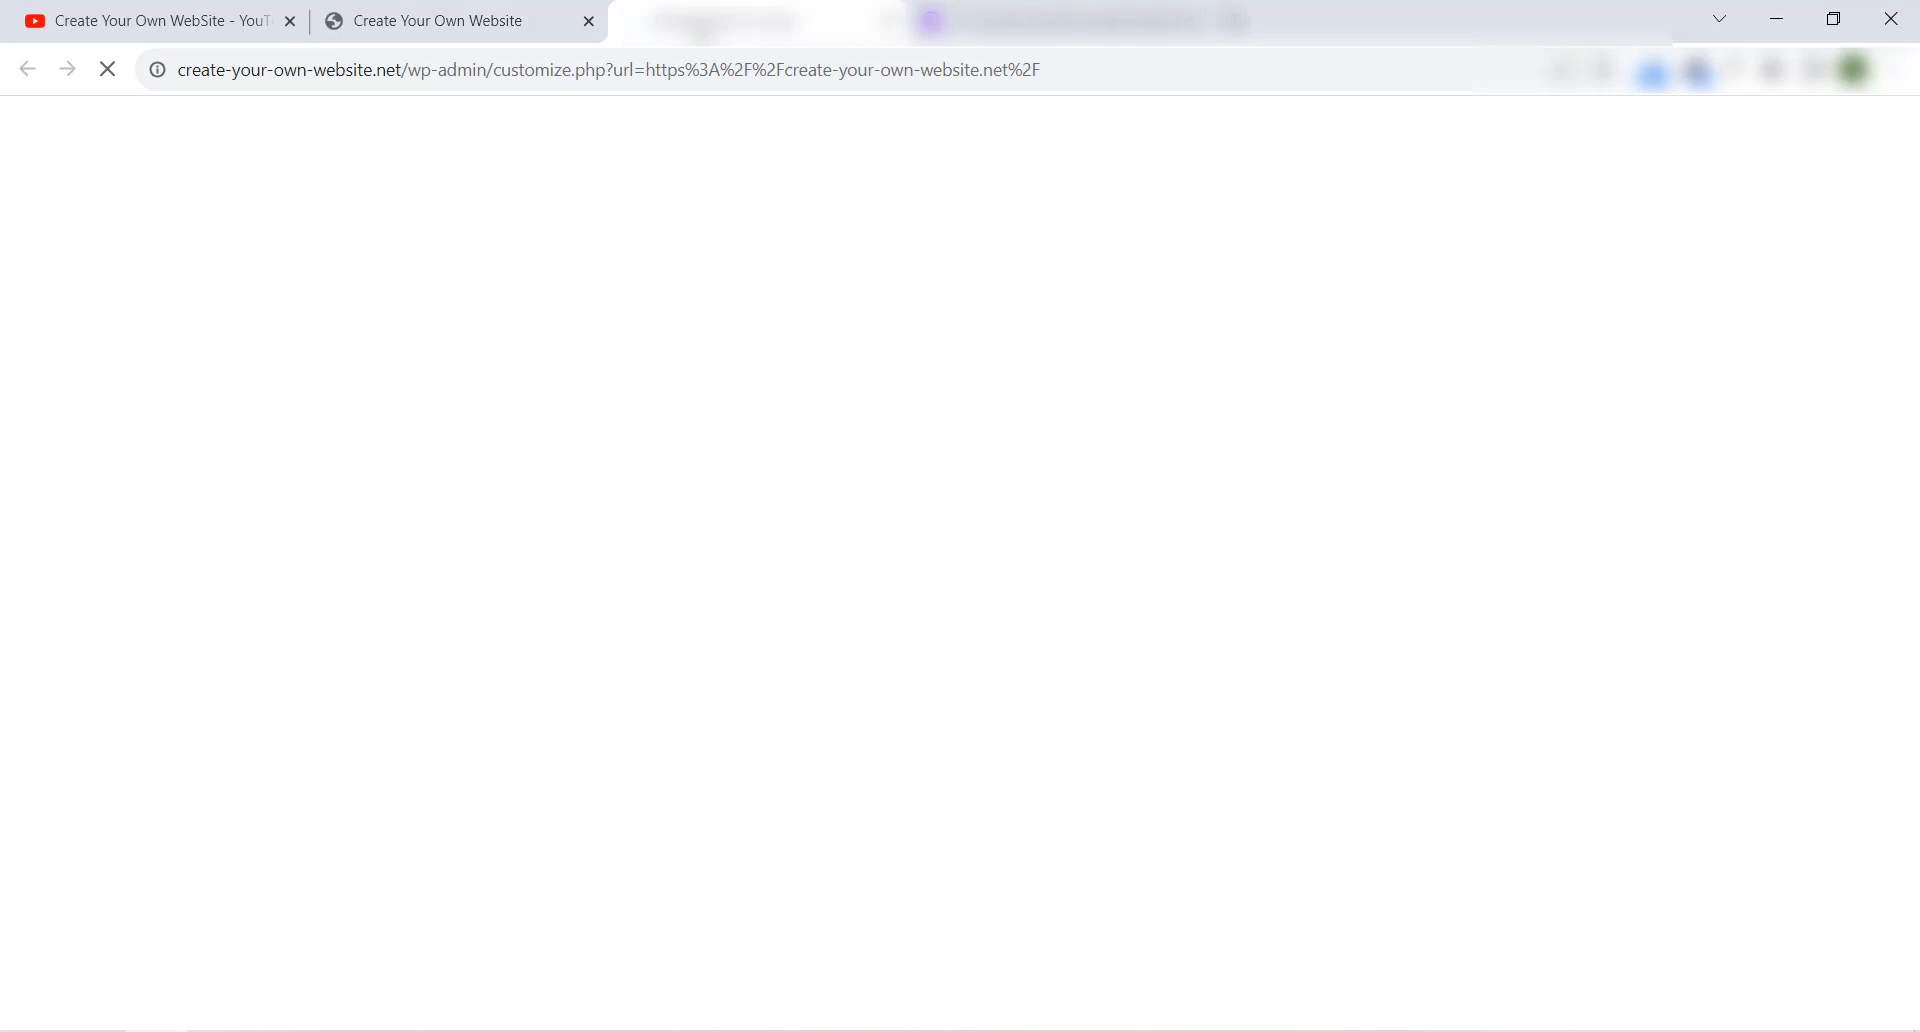 Create Your Own WebSite - YouT
Create Your Own Website
create-your-own-website.net/wp-admin/customize.php?url=https%3A%2F%2Fcreate-your-own-website.net%2F